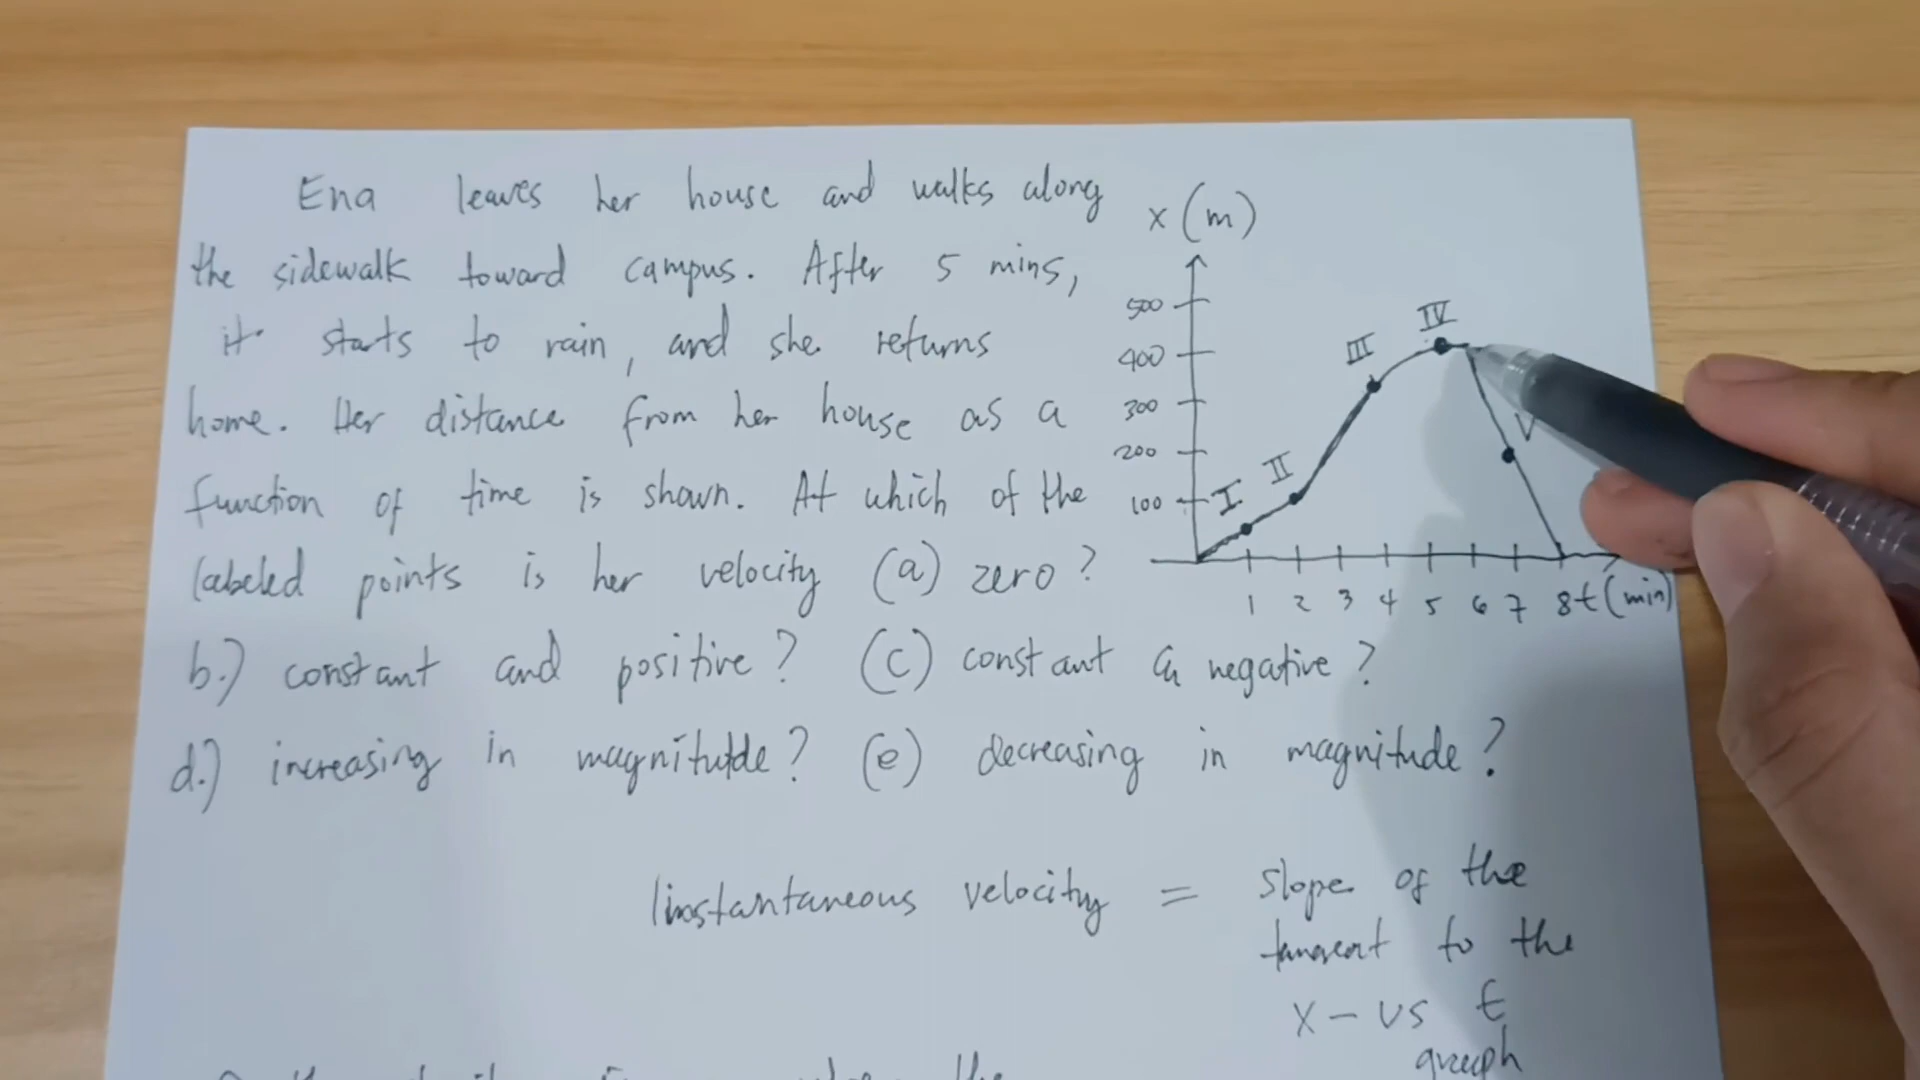 Ena leaves her house and walks along
the sidewalk toward campus. After 5 mins,
it starts to rain, and she returns
home. Her distance from her house as a
function of time is shown. At which of the
labeled points is her velocity (a) zero?
b.) constant and positive? (c) constant & negative?
d.) increasing in magnitude? (e) decreasing in magnitude?
x (m)
500
400
300
200
100
I
II
III
IV
V
1 2 3 4 5 6 7 8 t (min)
instantaneous velocity = slope of the
tangent to the
x - vs t
graph
the